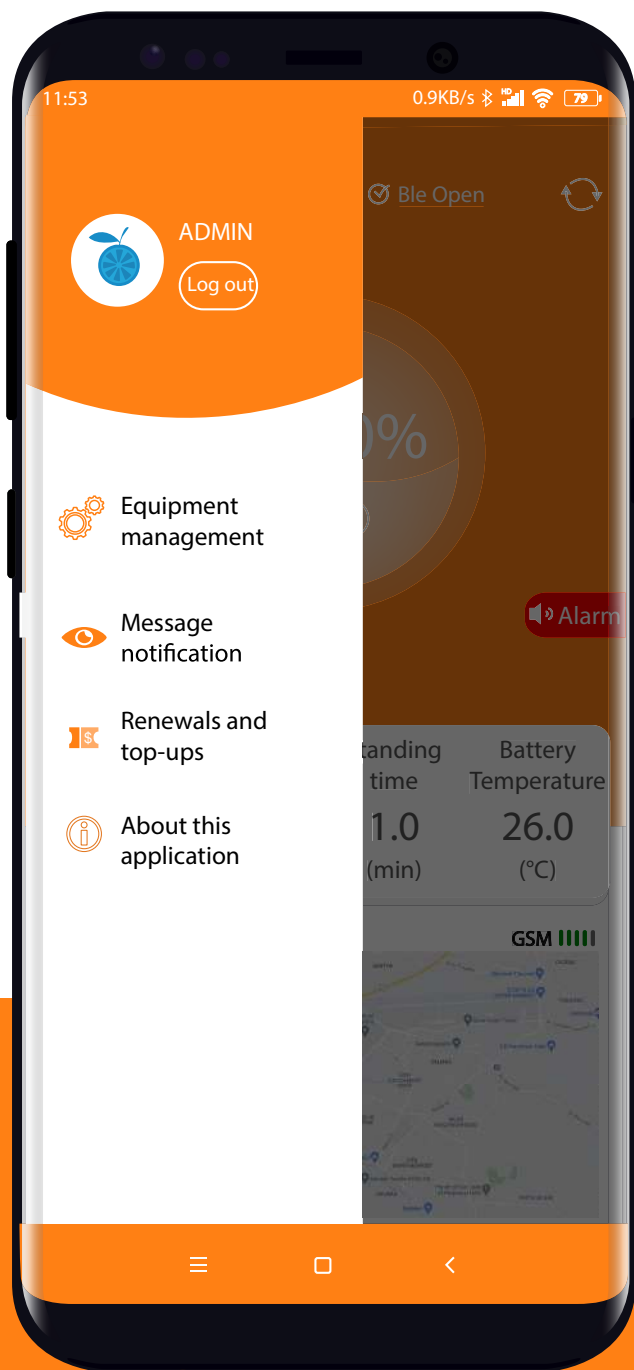 11:53
0.9KB/s
HD
79
Ble Open
ADMIN
Log out
0%
Equipment
management
Alarm
Message
notification
Renewals and
top-ups
tanding
time
1.0
(min)
Battery
Temperature
26.0
(°C)
About this
application
GSM